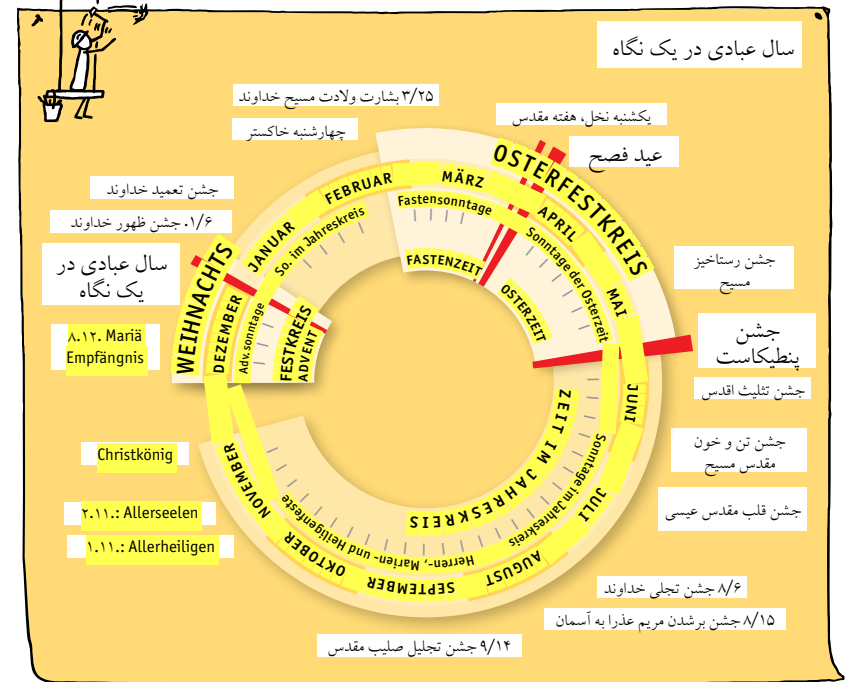 سال عبادی در یک نگاه
۳/۲۵ بشارت ولادت مسیح خداوند
چهارشنبه خاکستر
یکشنبه نخل، هفته مقدس
عید فصح
جشن تعمید خداوند
۱/۶. جشن ظهور خداوند
سال عبادی در
یک نگاه
۸.۱۲. Mariä
Empfängnis
Christkönig
۲.۱۱.: Allerseelen
۱.۱۱.: Allerheiligen
جشن رستاخیز
مسیح
جشن
پنطیکاست
جشن تثلیث اقدس
جشن تن و خون
مقدس مسیح
جشن قلب مقدس عیسی
۸/۶ جشن تجلی خداوند
۸/۱۵ جشن برشدن مریم عذرا به آسمان
۹/۱۴ جشن تجلیل صلیب مقدس
WEIHNACHTS
FESTKREIS
ADVENT
Adv.sonntage
DEZEMBER
JANUAR
FEBRUAR
So. im Jahreskreis
OSTERFESTKREIS
MÄRZ
APRIL
MAI
Fastensonntage
Sonntage der Osterzeit
FASTENZEIT
OSTERZEIT
JUNI
JULI
AUGUST
SEPTEMBER
OKTOBER
NOVEMBER
ZEIT IM JAHRESKREIS
Sonntage im Jahreskreis
Herren-, Marien- und Heiligenfeste